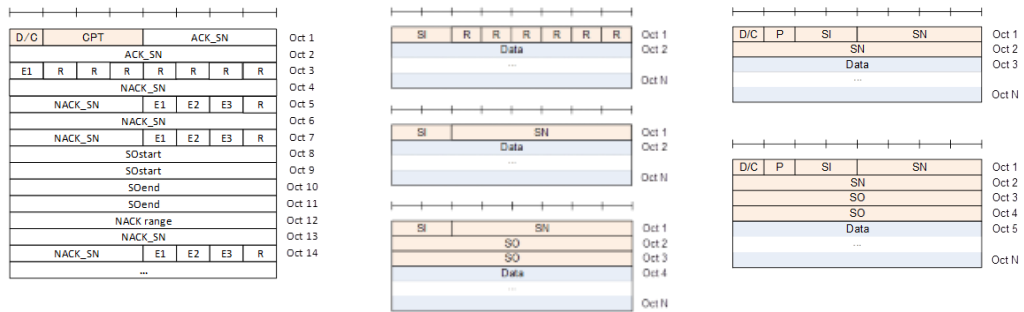 D/C CPT ACK_SN Oct 1
ACK_SN Oct 2
E1 R R R R R R R Oct 3
NACK_SN Oct 4
NACK_SN E1 E2 E3 R Oct 5
NACK_SN Oct 6
NACK_SN E1 E2 E3 R Oct 7
SOstart Oct 8
SOstart Oct 9
SOend Oct 10
SOend Oct 11
NACK range Oct 12
NACK_SN Oct 13
NACK_SN E1 E2 E3 R Oct 14
...
SI R R R R R R Oct 1
Data Oct 2
...
Oct N
SI SN Oct 1
Data Oct 2
...
Oct N
SI SN Oct 1
SO Oct 2
SO Oct 3
Data Oct 4
...
Oct N
D/C P SI SN Oct 1
SN Oct 2
Data Oct 3
...
Oct N
D/C P SI SN Oct 1
SN Oct 2
SO Oct 3
SO Oct 4
Data Oct 5
...
Oct N